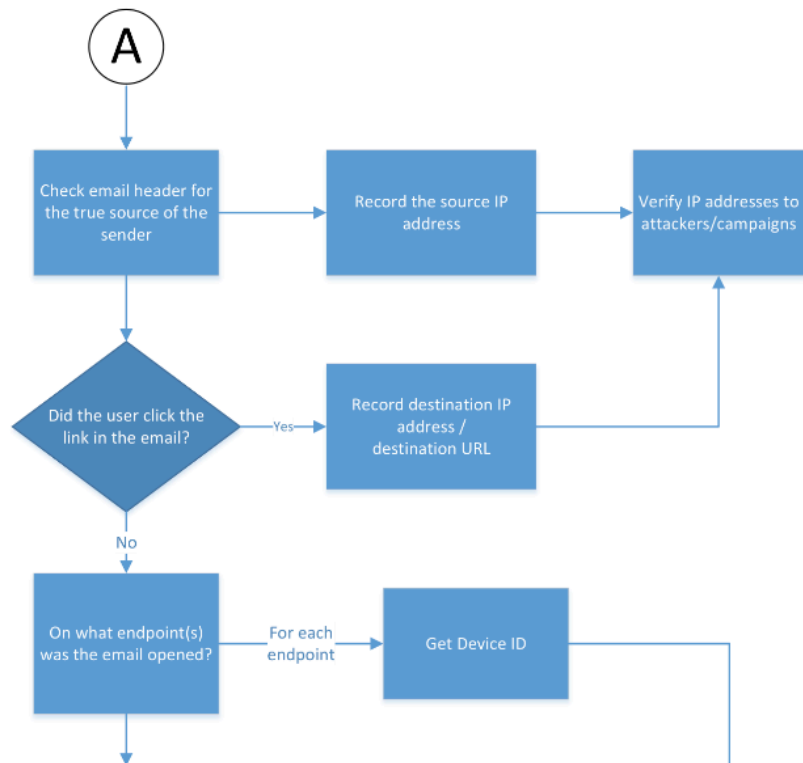 A
Check email header for
the true source of the
sender
Record the source IP
address
Verify IP addresses to
attackers/campaigns
Did the user click the
link in the email?
Yes
Record destination IP
address /
destination URL
No
On what endpoint(s)
was the email opened?
For each
endpoint
Get Device ID